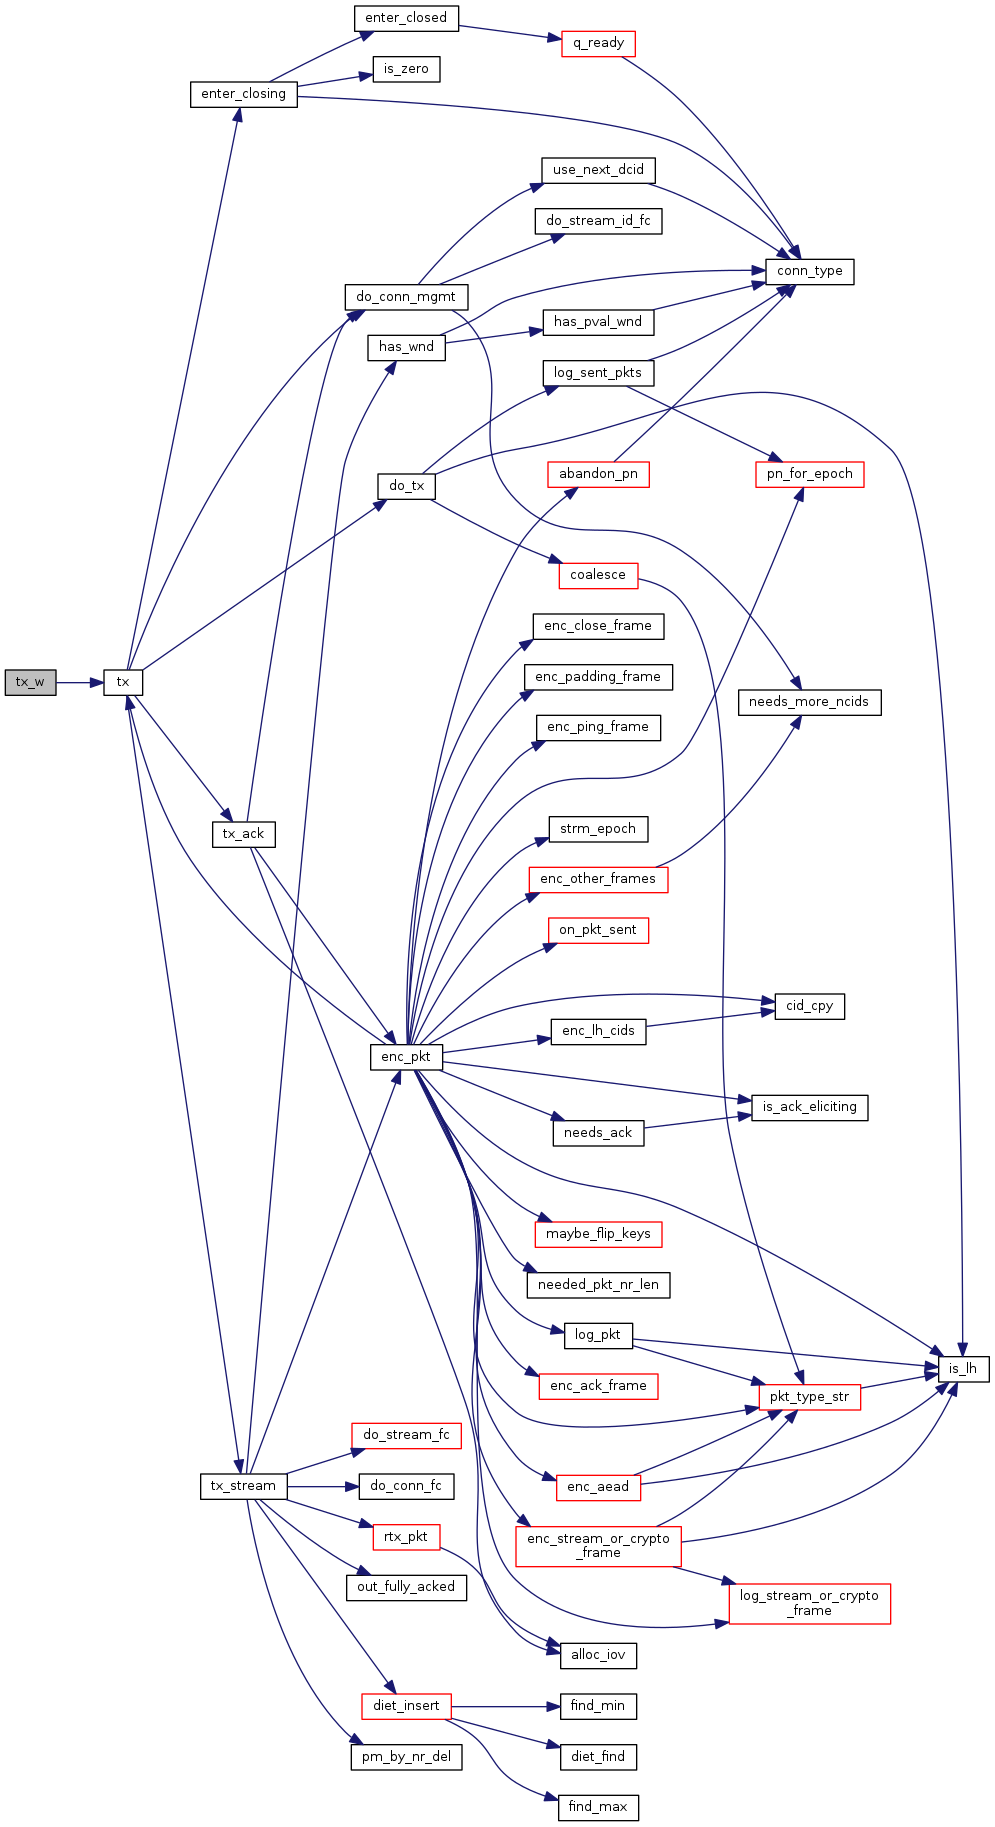 enter_closed
q_ready
is_zero
enter_closing
use_next_dcid
do_stream_id_fc
conn_type
do_conn_mgmt
has_pval_wnd
has_wnd
log_sent_pkts
abandon_pn
pn_for_epoch
do_tx
coalesce
enc_close_frame
enc_padding_frame
tx_w
tx
needs_more_ncids
enc_ping_frame
strm_epoch
tx_ack
enc_other_frames
on_pkt_sent
cid_cpy
enc_lh_cids
enc_pkt
is_ack_eliciting
needs_ack
maybe_flip_keys
needed_pkt_nr_len
log_pkt
is_lh
enc_ack_frame
pkt_type_str
do_stream_fc
tx_stream
do_conn_fc
enc_aead
rtx_pkt
enc_stream_or_crypto
_frame
out_fully_acked
log_stream_or_crypto
_frame
alloc_iov
diet_insert
find_min
pm_by_nr_del
diet_find
find_max